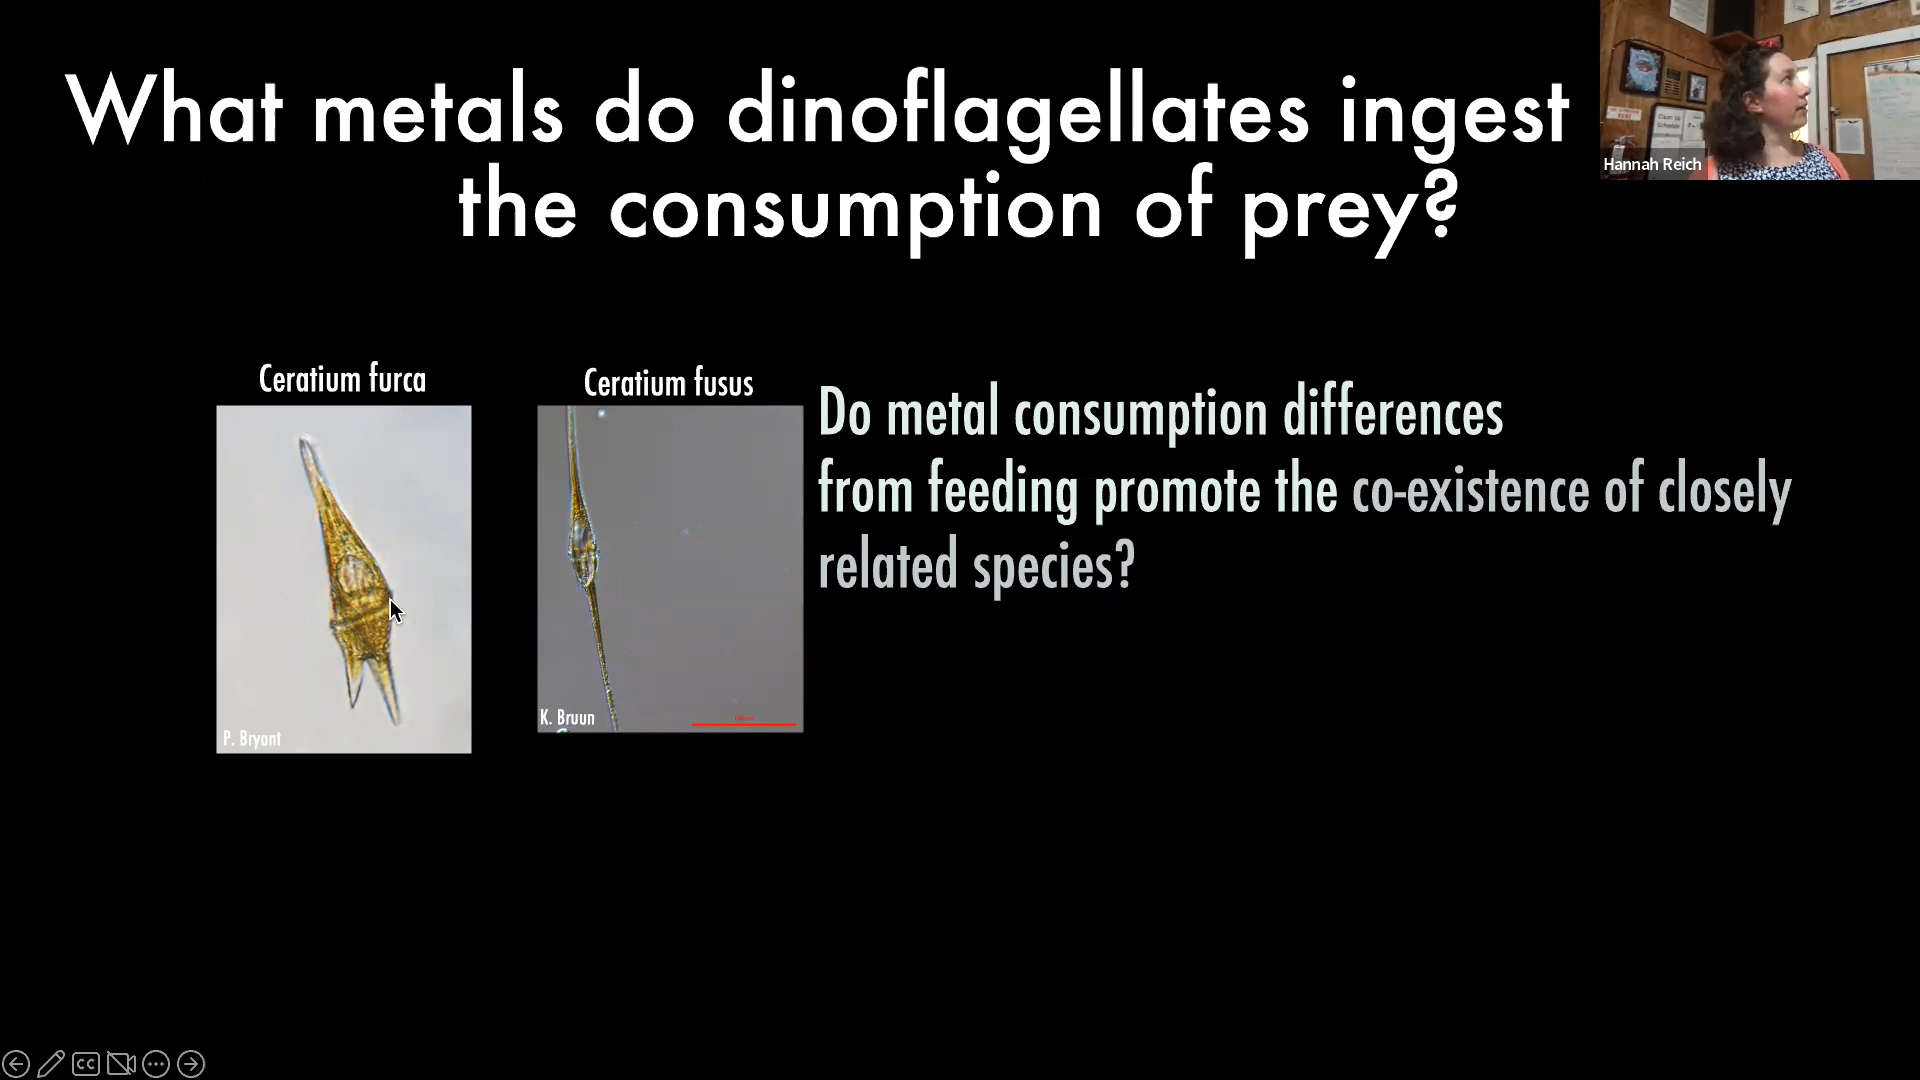 What metals do dinoflagellates ingest
the consumption of prey?
Hannah Reich
Ceratium furca
Ceratium fusus
Do metal consumption differences
from feeding promote the co-existence of closely
related species?
K. Bruun
P. Bryant
CC